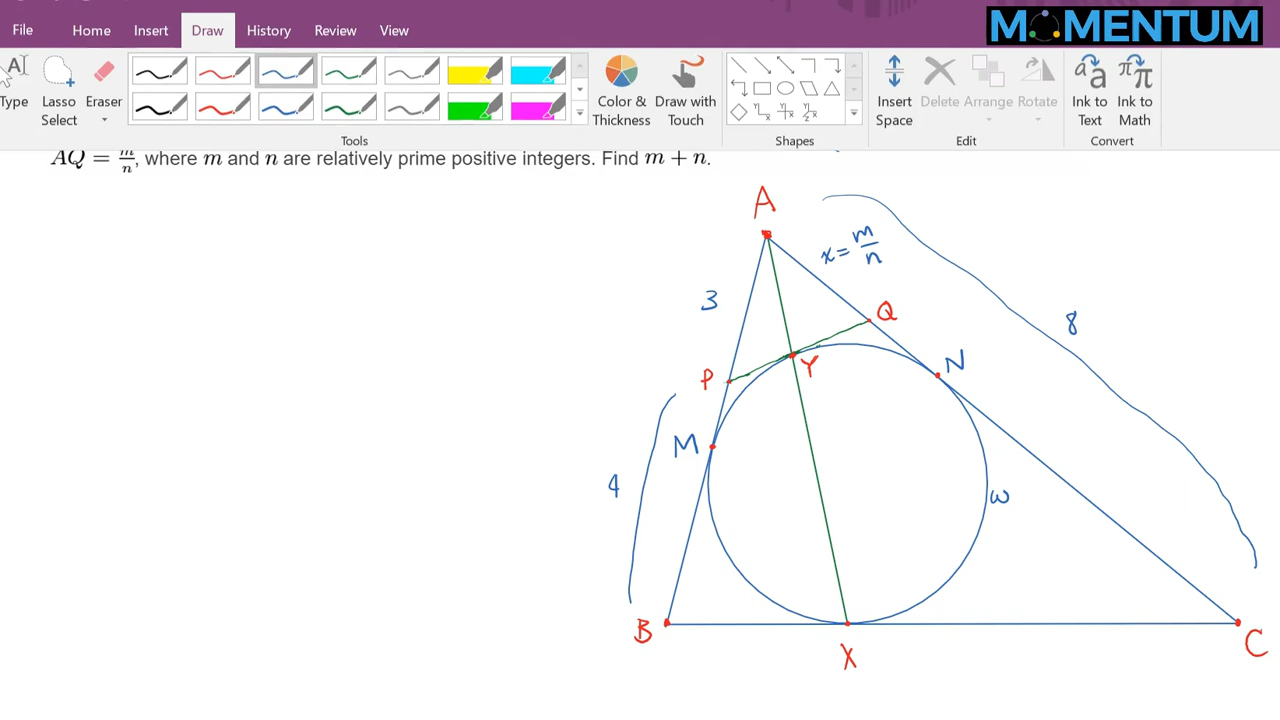 File Home Insert Draw History Review View
MOMENTUM
Type
Lasso Select
Eraser
Color & Thickness
Draw with Touch
Insert Space
Delete
Arrange
Rotate
Ink to Text
Ink to Math
Tools
Shapes
Edit
Convert
AQ = m/n, where m and n are relatively prime positive integers. Find m + n.
A
x = m/n
3
8
Q
P
Y
N
M
4
ω
B
X
C